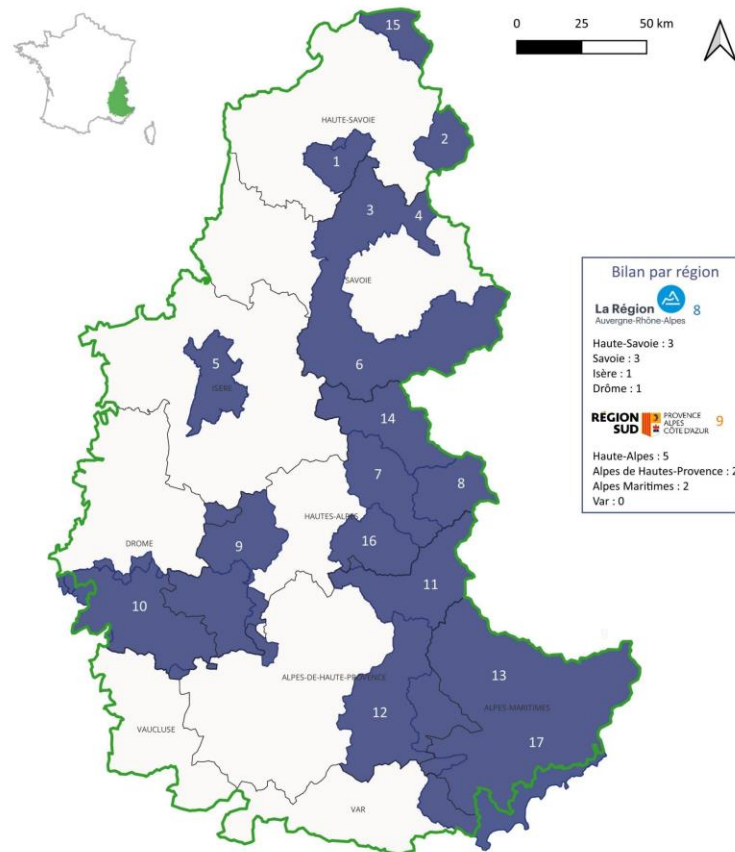 15
0 25 50 km
HAUTE-SAVOIE
2
1
3
4
SAVOIE
Bilan par région
La Région
Auvergne-Rhône-Alpes
8
Haute-Savoie : 3
Savoie : 3
Isère : 1
Drôme : 1
RÉGION
SUD
PROVENCE
ALPES
CÔTE D'AZUR
9
Haute-Alpes : 5
Alpes de Hautes-Provence : 2
Alpes Maritimes : 2
Var : 0
5
ISÈRE
6
14
7
8
HAUTES-ALPES
DROME
9
16
10
11
ALPES-DE-HAUTE-PROVENCE
13
12
ALPES-MARITIMES
VAUCLUSE
17
VAR